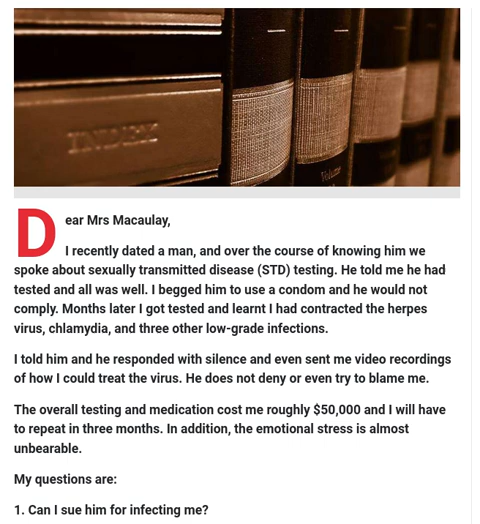 INDEX
Dear Mrs Macaulay,
I recently dated a man, and over the course of knowing him we
spoke about sexually transmitted disease (STD) testing. He told me he had
tested and all was well. I begged him to use a condom and he would not
comply. Months later I got tested and learnt I had contracted the herpes
virus, chlamydia, and three other low-grade infections.
I told him and he responded with silence and even sent me video recordings
of how I could treat the virus. He does not deny or even try to blame me.
The overall testing and medication cost me roughly $50,000 and I will have
to repeat in three months. In addition, the emotional stress is almost
unbearable.
My questions are:
1. Can I sue him for infecting me?